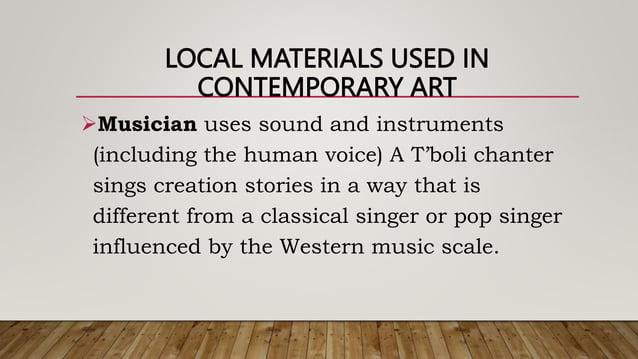 LOCAL MATERIALS USED IN
CONTEMPORARY ART
➢Musician uses sound and instruments
(including the human voice) A T’boli chanter
sings creation stories in a way that is
different from a classical singer or pop singer
influenced by the Western music scale.